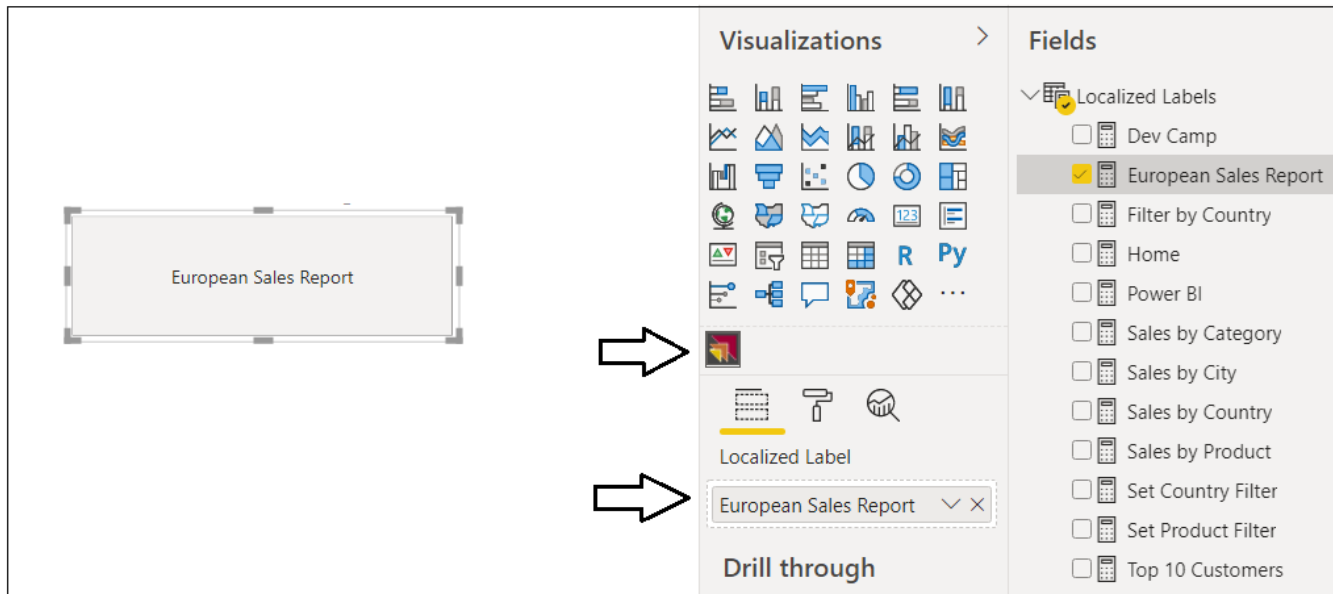 European Sales Report
Visualizations
123
R
Py
Localized Label
European Sales Report
Drill through
Fields
Localized Labels
Dev Camp
European Sales Report
Filter by Country
Home
Power BI
Sales by Category
Sales by City
Sales by Country
Sales by Product
Set Country Filter
Set Product Filter
Top 10 Customers